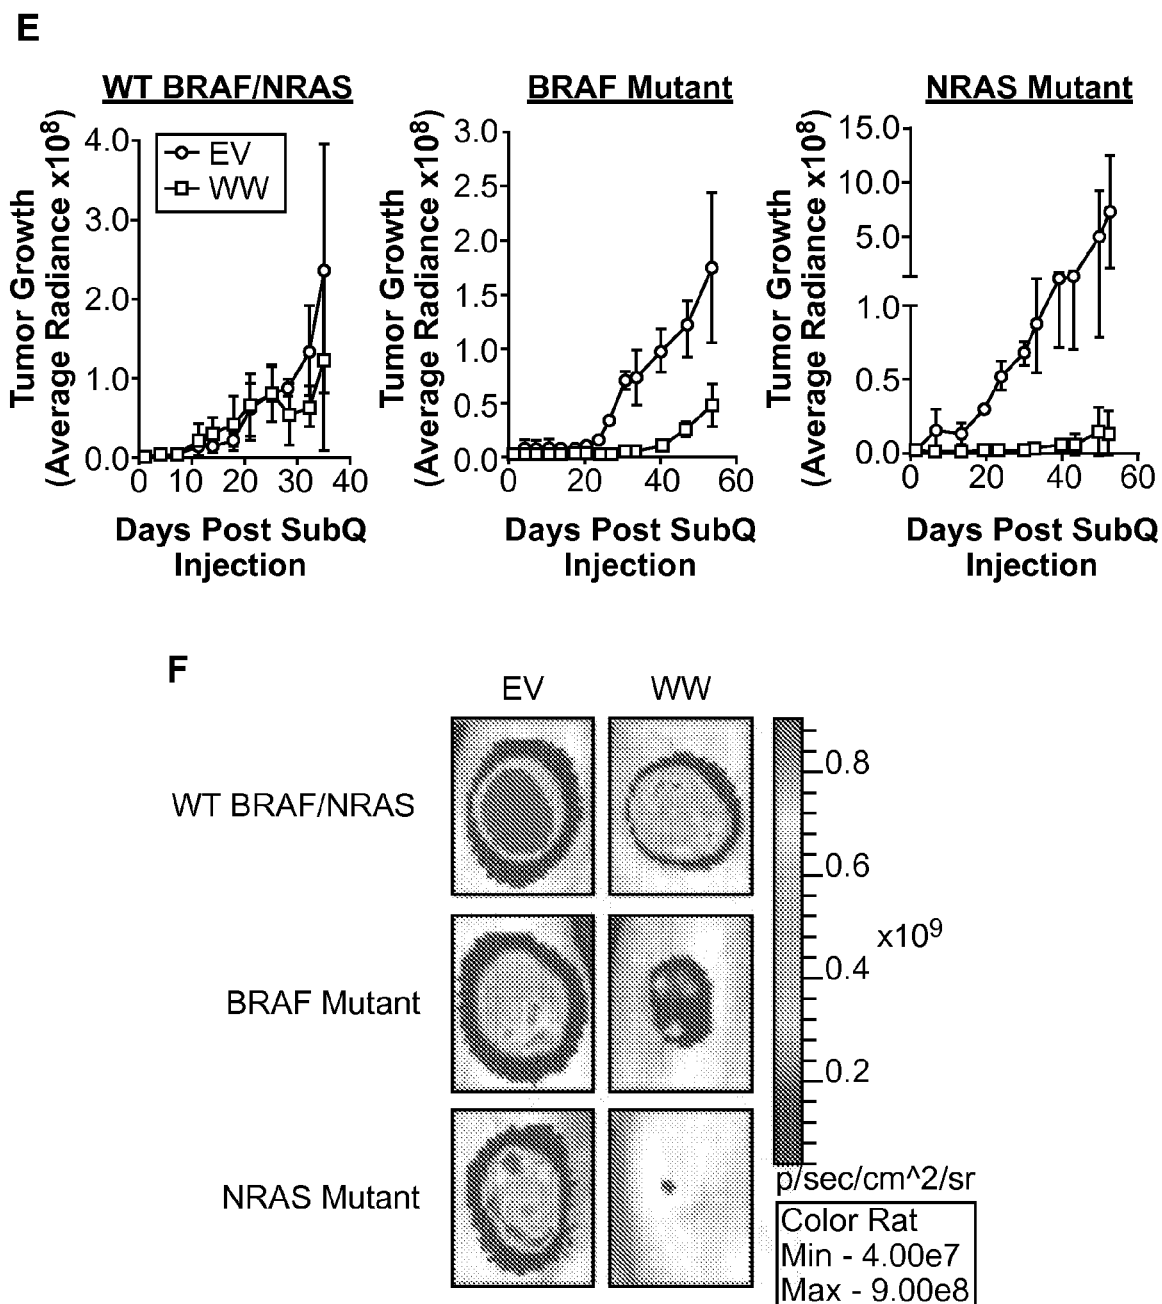 E
WT BRAF/NRAS
BRAF Mutant
NRAS Mutant
Tumor Growth
(Average Radiance x10⁸)
4.0
3.0
2.0
1.0
0.0
EV
WW
0 10 20 30 40
Days Post SubQ
Injection
Tumor Growth
(Average Radiance x10⁸)
3.0
2.5
2.0
1.5
1.0
0.5
0.0
0 20 40 60
Days Post SubQ
Injection
Tumor Growth
(Average Radiance x10⁸)
15.0
10.0
5.0
1.0
0.5
0.0
0 20 40 60
Days Post SubQ
Injection
F
EV WW
WT BRAF/NRAS
BRAF Mutant
NRAS Mutant
0.8
0.6
x10⁹
0.4
0.2
p/sec/cm^2/sr
Color Rat
Min - 4.00e7
Max - 9.00e8